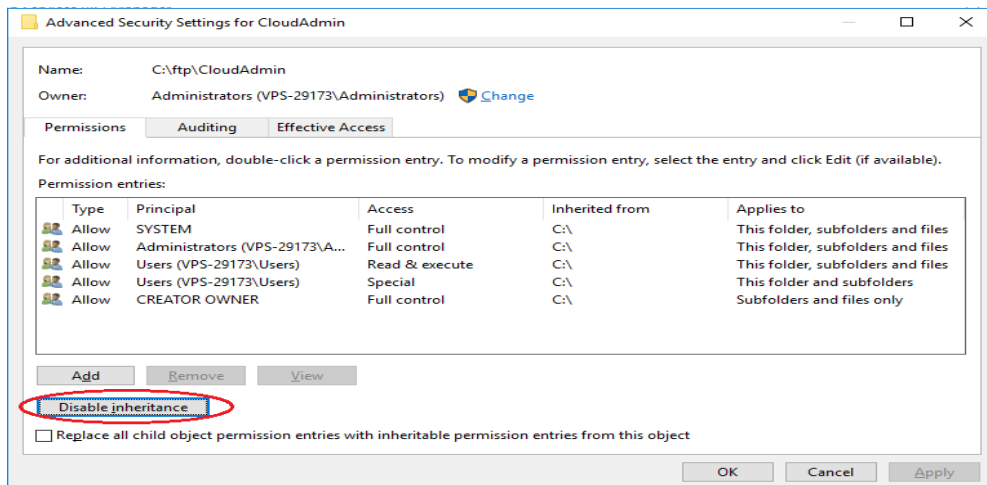 Advanced Security Settings for CloudAdmin
Name: C:\ftp\CloudAdmin
Owner: Administrators (VPS-29173\Administrators) Change
Permissions Auditing Effective Access
For additional information, double-click a permission entry. To modify a permission entry, select the entry and click Edit (if available).
Permission entries:
Type Principal Access Inherited from Applies to
Allow SYSTEM Full control C:\ This folder, subfolders and files
Allow Administrators (VPS-29173\A... Full control C:\ This folder, subfolders and files
Allow Users (VPS-29173\Users) Read & execute C:\ This folder, subfolders and files
Allow Users (VPS-29173\Users) Special C:\ This folder and subfolders
Allow CREATOR OWNER Full control C:\ Subfolders and files only
Add Remove View
Disable inheritance
Replace all child object permission entries with inheritable permission entries from this object
OK Cancel Apply